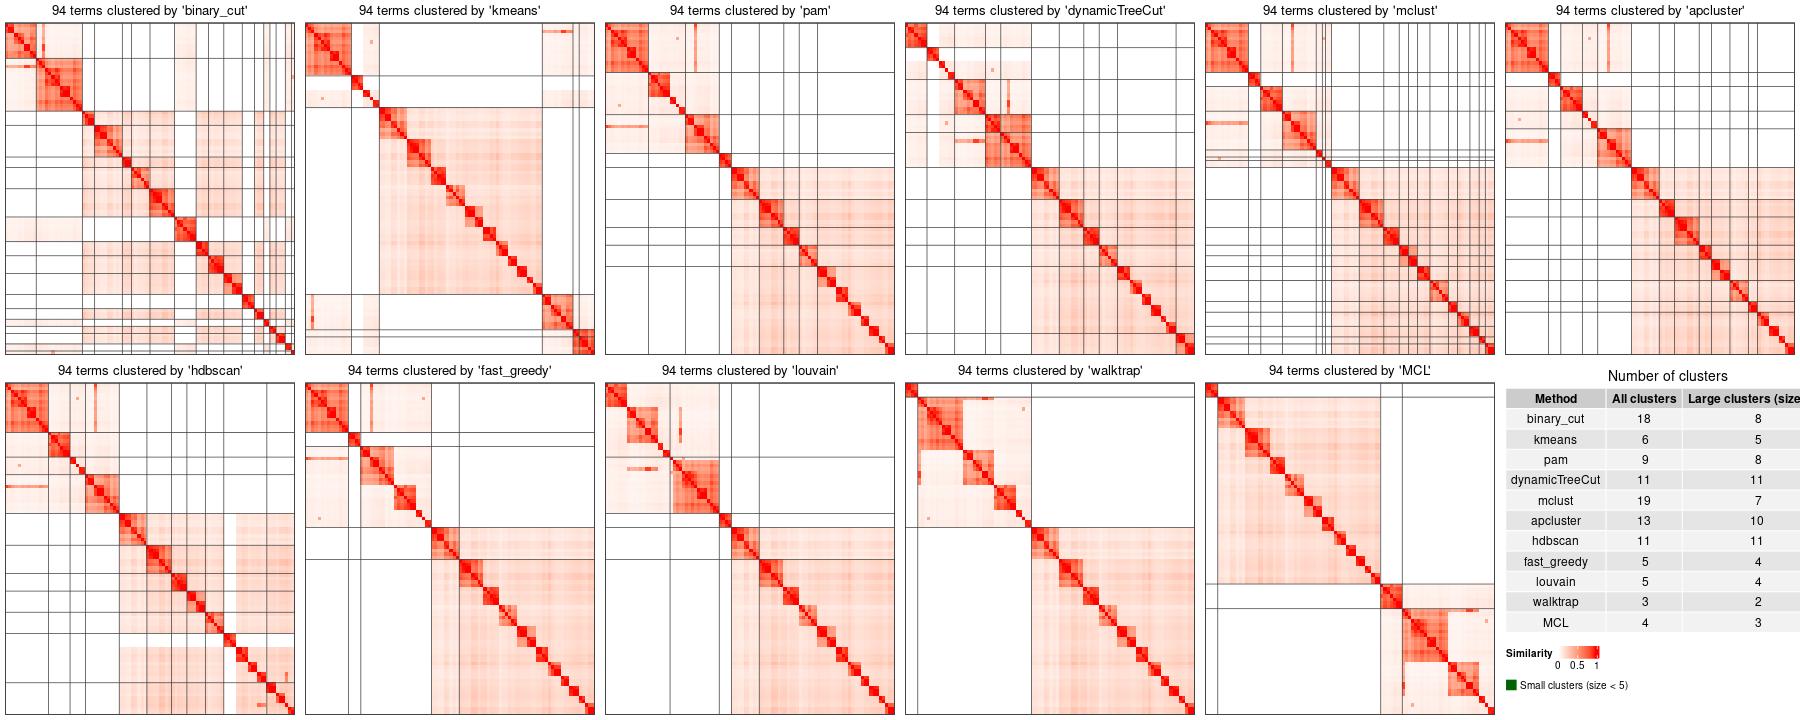 94 terms clustered by 'binary_cut'
94 terms clustered by 'kmeans'
94 terms clustered by 'pam'
94 terms clustered by 'dynamicTreeCut'
94 terms clustered by 'mclust'
94 terms clustered by 'apcluster'
94 terms clustered by 'hdbscan'
94 terms clustered by 'fast_greedy'
94 terms clustered by 'louvain'
94 terms clustered by 'walktrap'
94 terms clustered by 'MCL'
Number of clusters
Method All clusters Large clusters (size
binary_cut 18 8
kmeans 6 5
pam 9 8
dynamicTreeCut 11 11
mclust 19 7
apcluster 13 10
hdbscan 11 11
fast_greedy 5 4
louvain 5 4
walktrap 3 2
MCL 4 3
Similarity
0 0.5 1
Small clusters (size < 5)